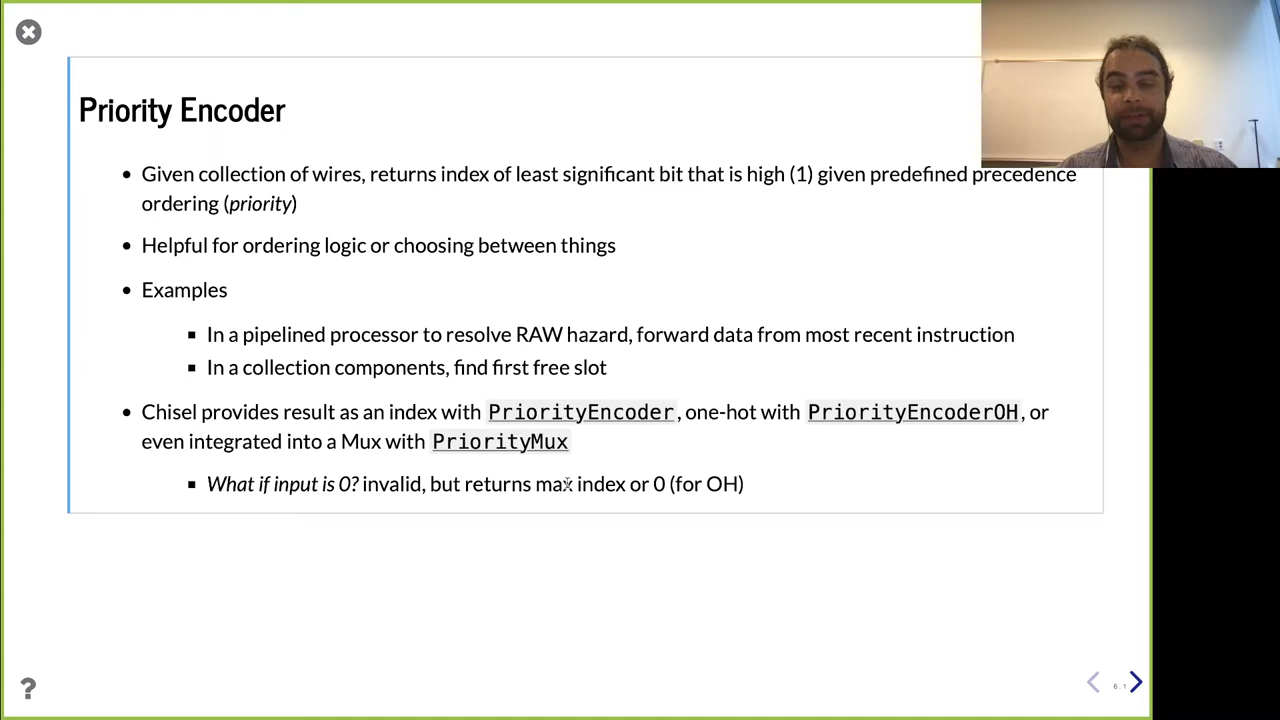 Priority Encoder
• Given collection of wires, returns index of least significant bit that is high (1) given predefined precedence
ordering (priority)
• Helpful for ordering logic or choosing between things
• Examples
▪ In a pipelined processor to resolve RAW hazard, forward data from most recent instruction
▪ In a collection components, find first free slot
• Chisel provides result as an index with PriorityEncoder, one-hot with PriorityEncoderOH, or
even integrated into a Mux with PriorityMux
▪ What if input is 0? invalid, but returns max index or 0 (for OH)
?
6.1